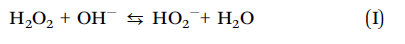 H₂O₂ + OH⁻ ⇆ HO₂⁻ + H₂O (I)